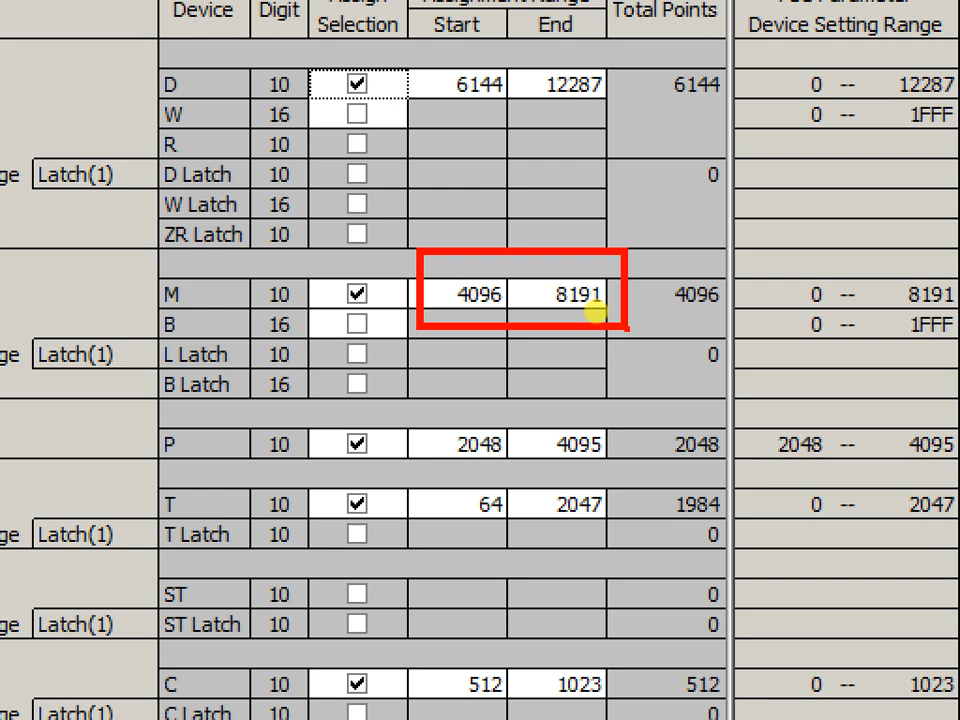 Device Digit Selection Start End Total Points Device Setting Range
D 10 6144 12287 6144 0 -- 12287
W 16 0 -- 1FFF
R 10
ge Latch(1) D Latch 10 0
W Latch 16
ZR Latch 10
M 10 4096 8191 4096 0 -- 8191
B 16 0 -- 1FFF
ge Latch(1) L Latch 10 0
B Latch 16
P 10 2048 4095 2048 2048 -- 4095
T 10 64 2047 1984 0 -- 2047
ge Latch(1) T Latch 10 0
ST 10 0
ge Latch(1) ST Latch 10 0
C 10 512 1023 512 0 -- 1023
ge Latch(1) C Latch 10 0